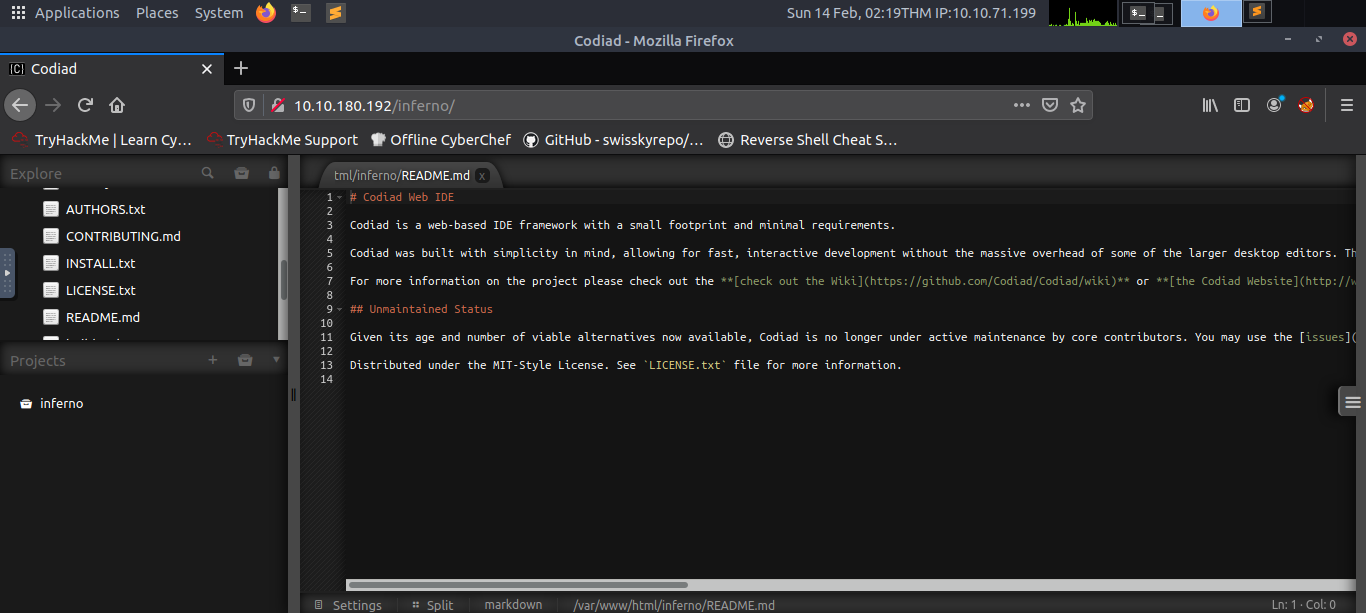 Applications Places System Sun 14 Feb, 02:19 THM IP:10.10.71.199
Codiad - Mozilla Firefox
Codiad
10.10.180.192/inferno/
TryHackMe | Learn Cy… TryHackMe Support Offline CyberChef GitHub - swisskyrepo/… Reverse Shell Cheat S…
Explore
AUTHORS.txt
CONTRIBUTING.md
INSTALL.txt
LICENSE.txt
README.md
Projects
inferno
tml/inferno/README.md x
1 # Codiad Web IDE
2
3 Codiad is a web-based IDE framework with a small footprint and minimal requirements.
4
5 Codiad was built with simplicity in mind, allowing for fast, interactive development without the massive overhead of some of the larger desktop editors. Th
6
7 For more information on the project please check out the **[check out the Wiki](https://github.com/Codiad/Codiad/wiki)** or **[the Codiad Website](http://w
8
9 ## Unmaintained Status
10
11 Given its age and number of viable alternatives now available, Codiad is no longer under active maintenance by core contributors. You may use the [issues](
12
13 Distributed under the MIT-Style License. See `LICENSE.txt` file for more information.
14
Settings Split markdown /var/www/html/inferno/README.md Ln: 1 · Col: 0